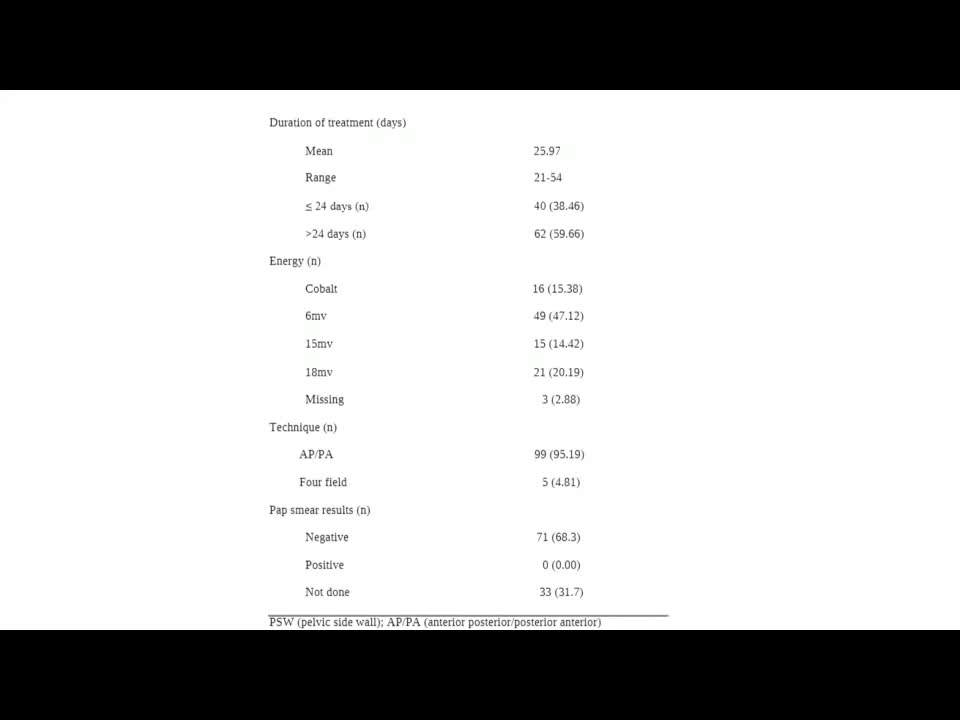 Duration of treatment (days)
Mean 25.97
Range 21-54
≤ 24 days (n) 40 (38.46)
>24 days (n) 62 (59.66)
Energy (n)
Cobalt 16 (15.38)
6mv 49 (47.12)
15mv 15 (14.42)
18mv 21 (20.19)
Missing 3 (2.88)
Technique (n)
AP/PA 99 (95.19)
Four field 5 (4.81)
Pap smear results (n)
Negative 71 (68.3)
Positive 0 (0.00)
Not done 33 (31.7)
PSW (pelvic side wall); AP/PA (anterior posterior/posterior anterior)